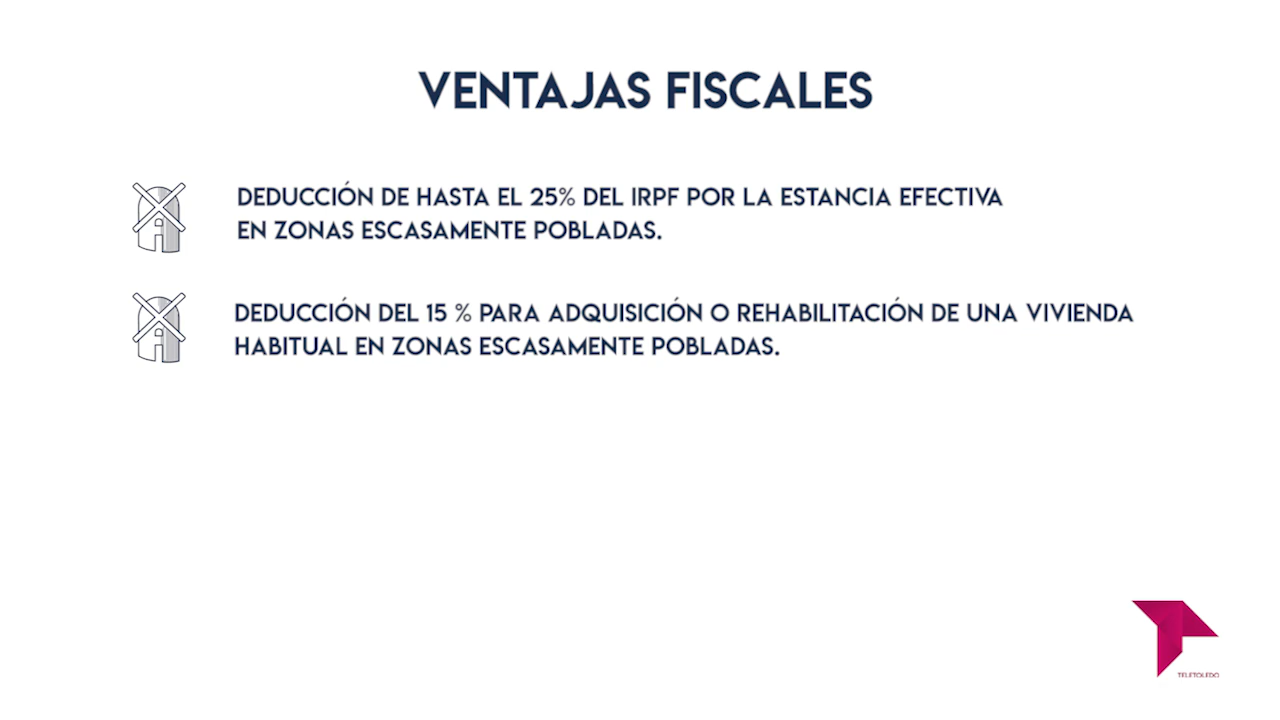 VENTAJAS FISCALES
DEDUCCIÓN DE HASTA EL 25% DEL IRPF POR LA ESTANCIA EFECTIVA
EN ZONAS ESCASAMENTE POBLADAS.
DEDUCCIÓN DEL 15 % PARA ADQUISICIÓN O REHABILITACIÓN DE UNA VIVIENDA
HABITUAL EN ZONAS ESCASAMENTE POBLADAS.
TELETOLEDO